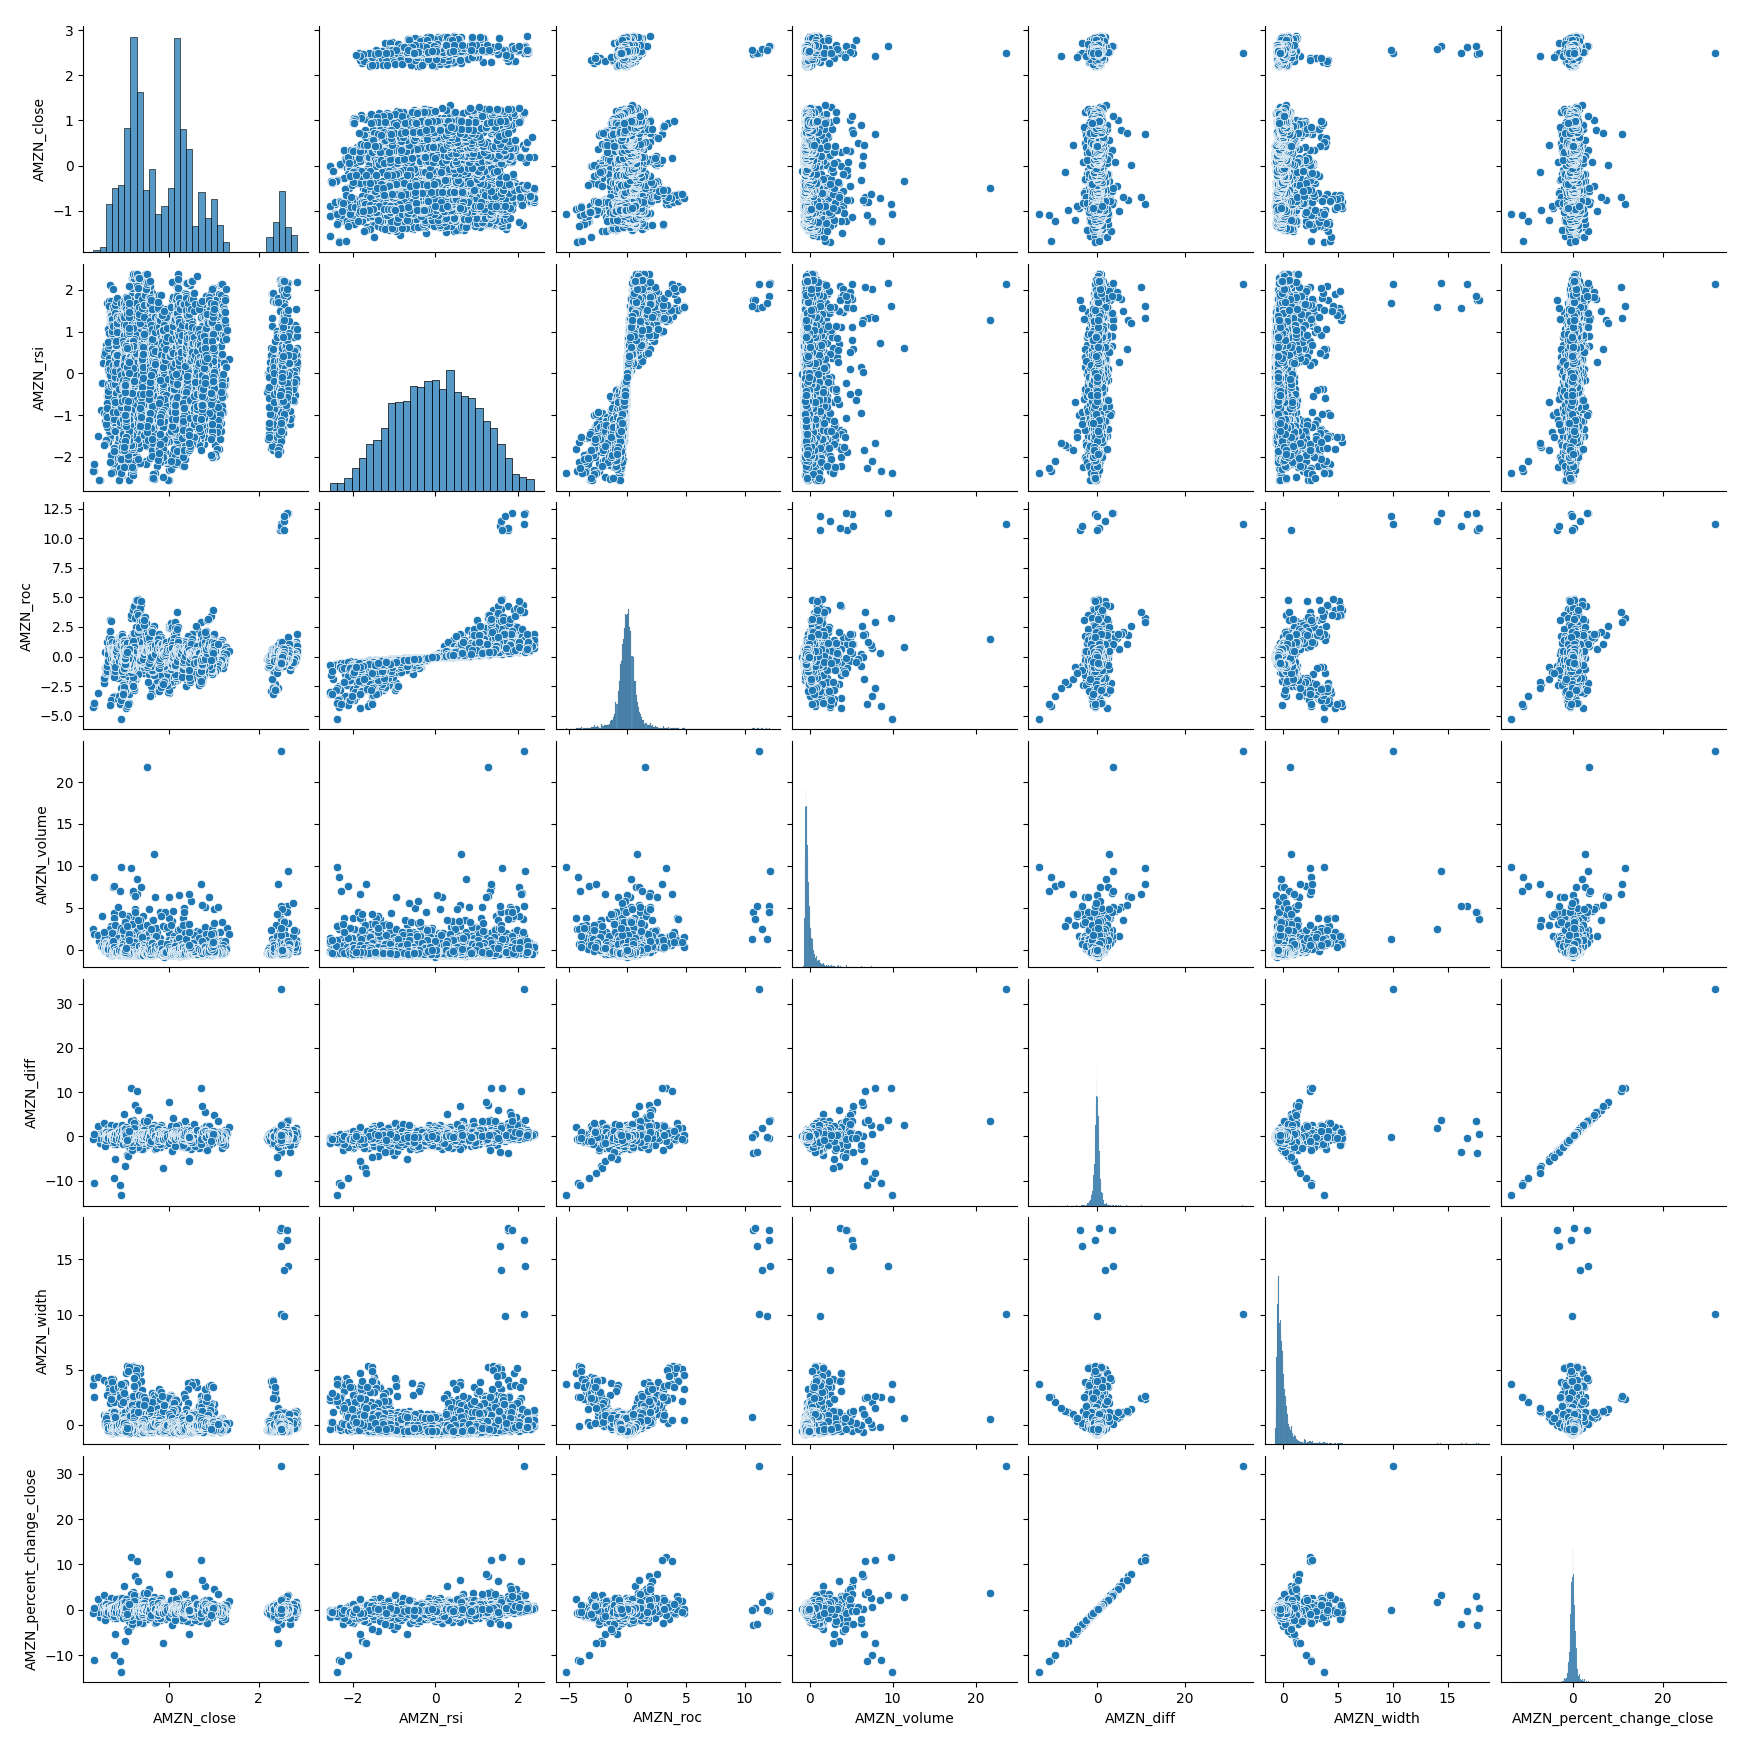 3
2
1
0
−1
AMZN_close
2
1
0
−1
−2
AMZN_rsi
12.5
10.0
7.5
5.0
2.5
0.0
−2.5
−5.0
AMZN_roc
20
15
10
5
0
AMZN_volume
30
20
10
0
−10
AMZN_diff
15
10
5
0
AMZN_width
30
20
10
0
−10
AMZN_percent_change_close
0 2
−2 0 2
−5 0 5 10
0 10 20
0 20
0 5 10 15
0 20
AMZN_close
AMZN_rsi
AMZN_roc
AMZN_volume
AMZN_diff
AMZN_width
AMZN_percent_change_close